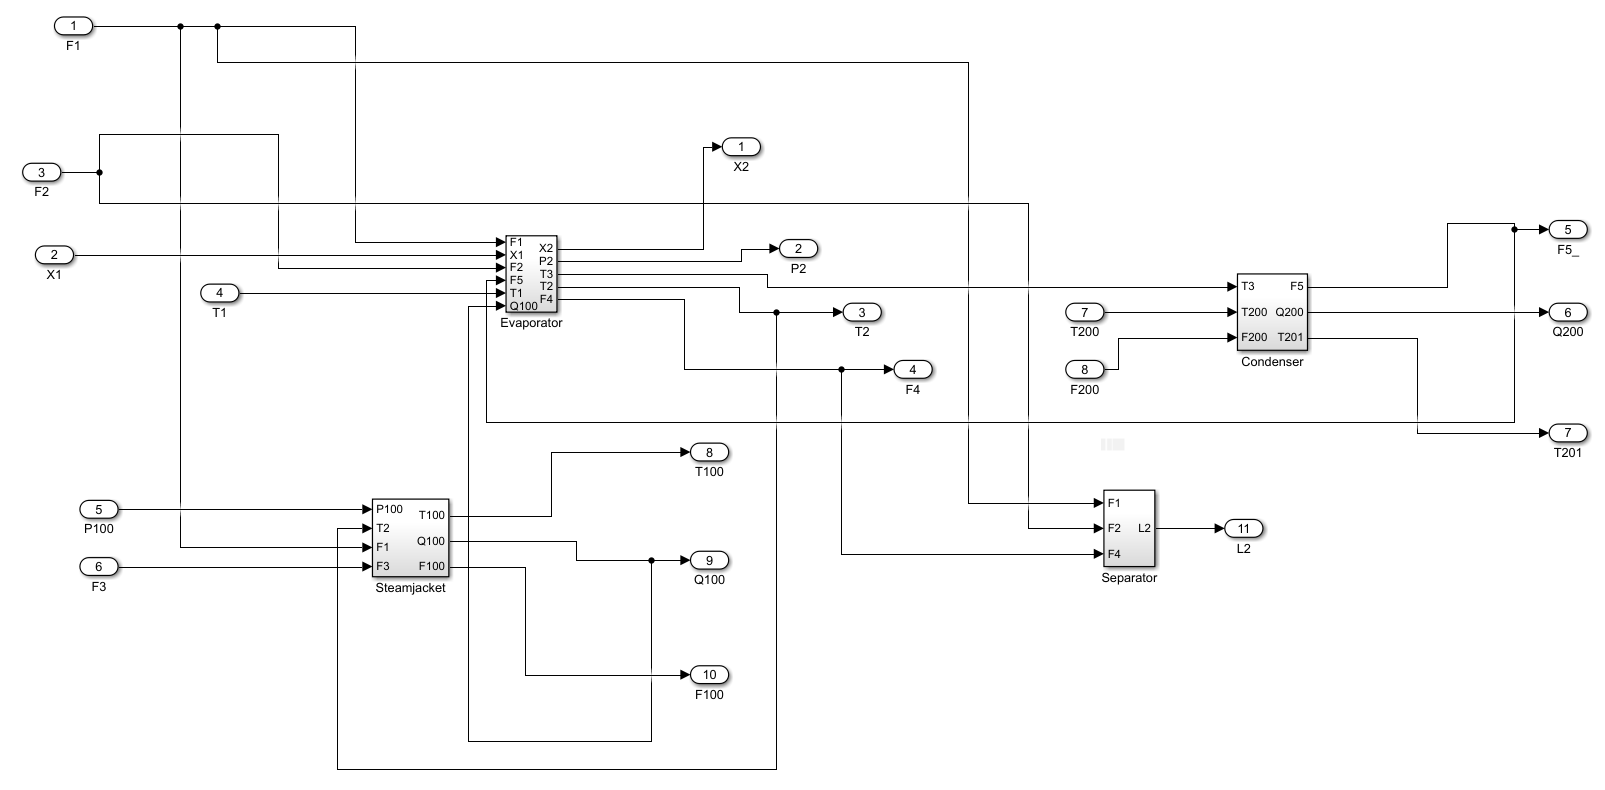 1
F1
3
F2
2
X1
4
T1
F1
X1
F2
F5
T1
Q100
X2
P2
T3
T2
F4
Evaporator
1
X2
2
P2
3
T2
4
F4
7
T200
8
F200
T3
T200
F200
F5
Q200
T201
Condenser
5
F5_
6
Q200
7
T201
5
P100
6
F3
P100
T2
F1
F3
T100
Q100
F100
Steamjacket
8
T100
9
Q100
10
F100
F1
F2
F4
L2
Separator
11
L2